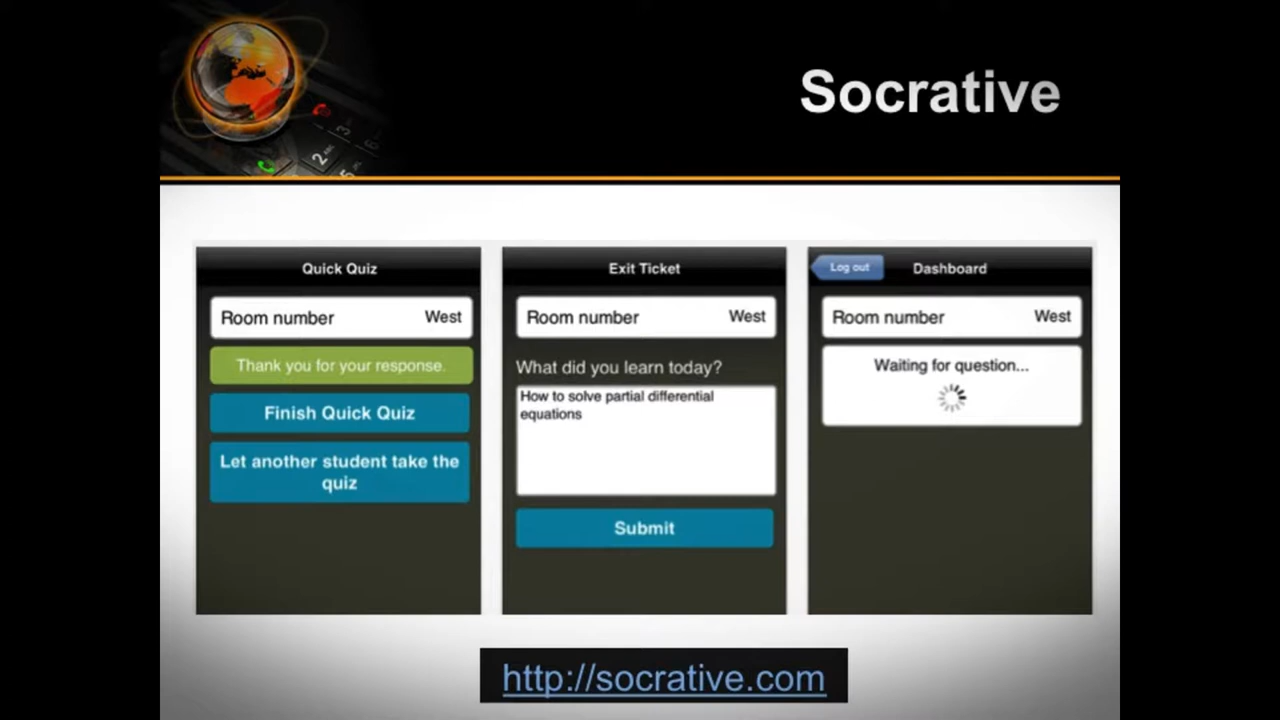 Socrative
Quick Quiz
Room number West
Thank you for your response.
Finish Quick Quiz
Let another student take the
quiz
Exit Ticket
Room number West
What did you learn today?
How to solve partial differential
equations
Submit
Log out Dashboard
Room number West
Waiting for question...
http://socrative.com
2